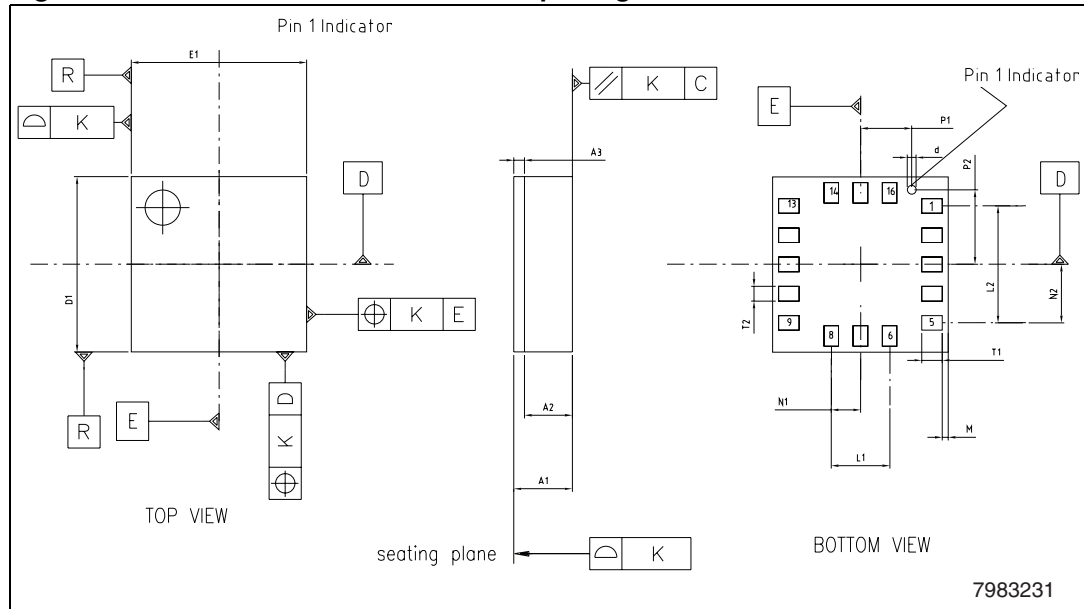 Pin 1 Indicator
E1
R
K
D
D1
K E
R
E
K D
TOP VIEW
K C
A3
A2
A1
seating plane
K
Pin 1 Indicator
E
P1
d
P2
D
14 16
13 1
L2
N2
T2
9 5
8 6
T1
N1
M
L1
BOTTOM VIEW
7983231